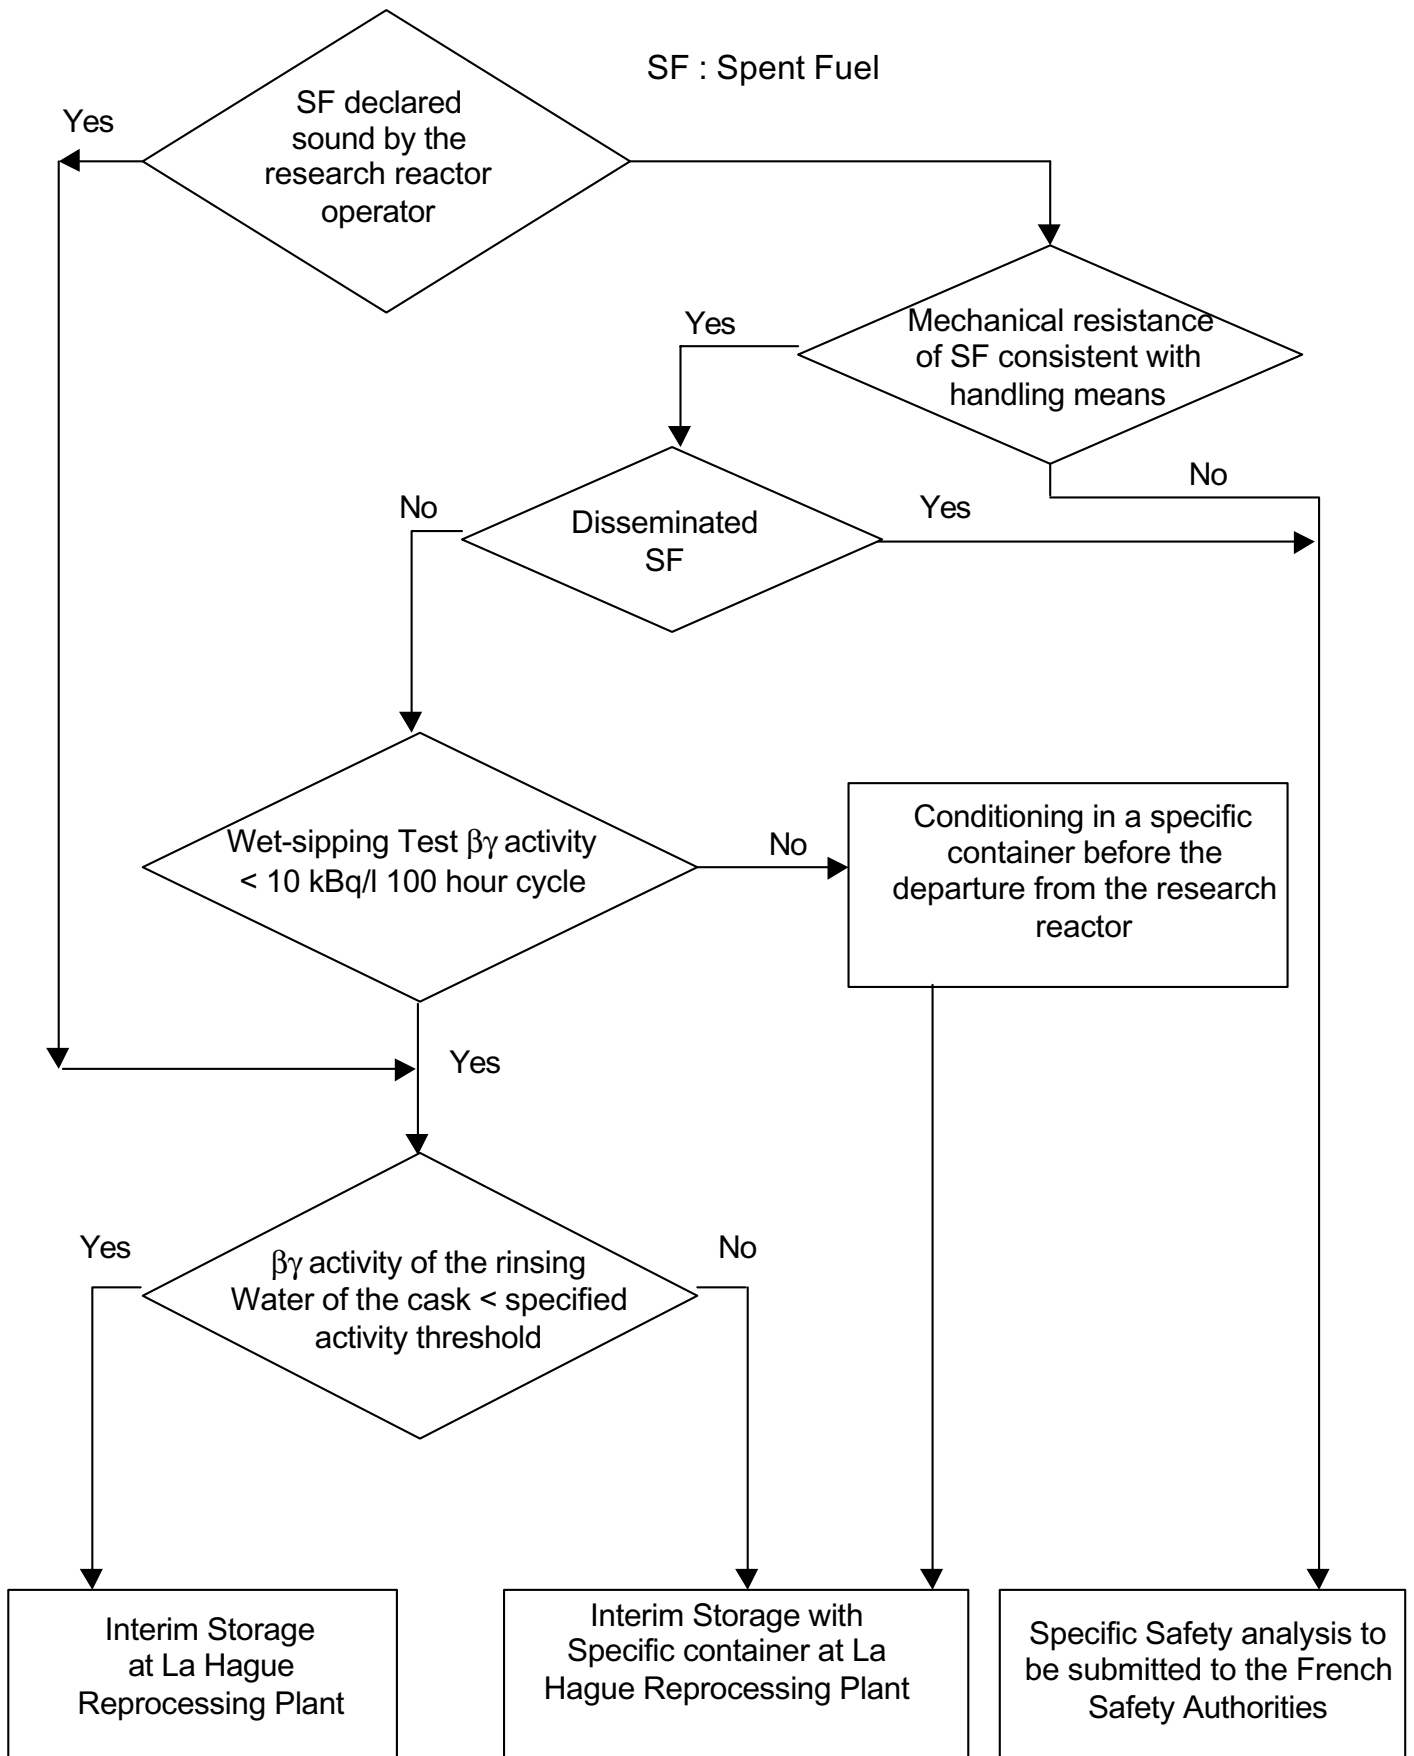 SF : Spent Fuel
Yes
SF declared
sound by the
research reactor
operator
Yes
Mechanical resistance
of SF consistent with
handling means
No
No
Disseminated
SF
Yes
Wet-sipping Test βγ activity
< 10 kBq/l 100 hour cycle
No
Conditioning in a specific
container before the
departure from the research
reactor
Yes
Yes
βγ activity of the rinsing
Water of the cask < specified
activity threshold
No
Interim Storage
at La Hague
Reprocessing Plant
Interim Storage with
Specific container at La
Hague Reprocessing Plant
Specific Safety analysis to
be submitted to the French
Safety Authorities